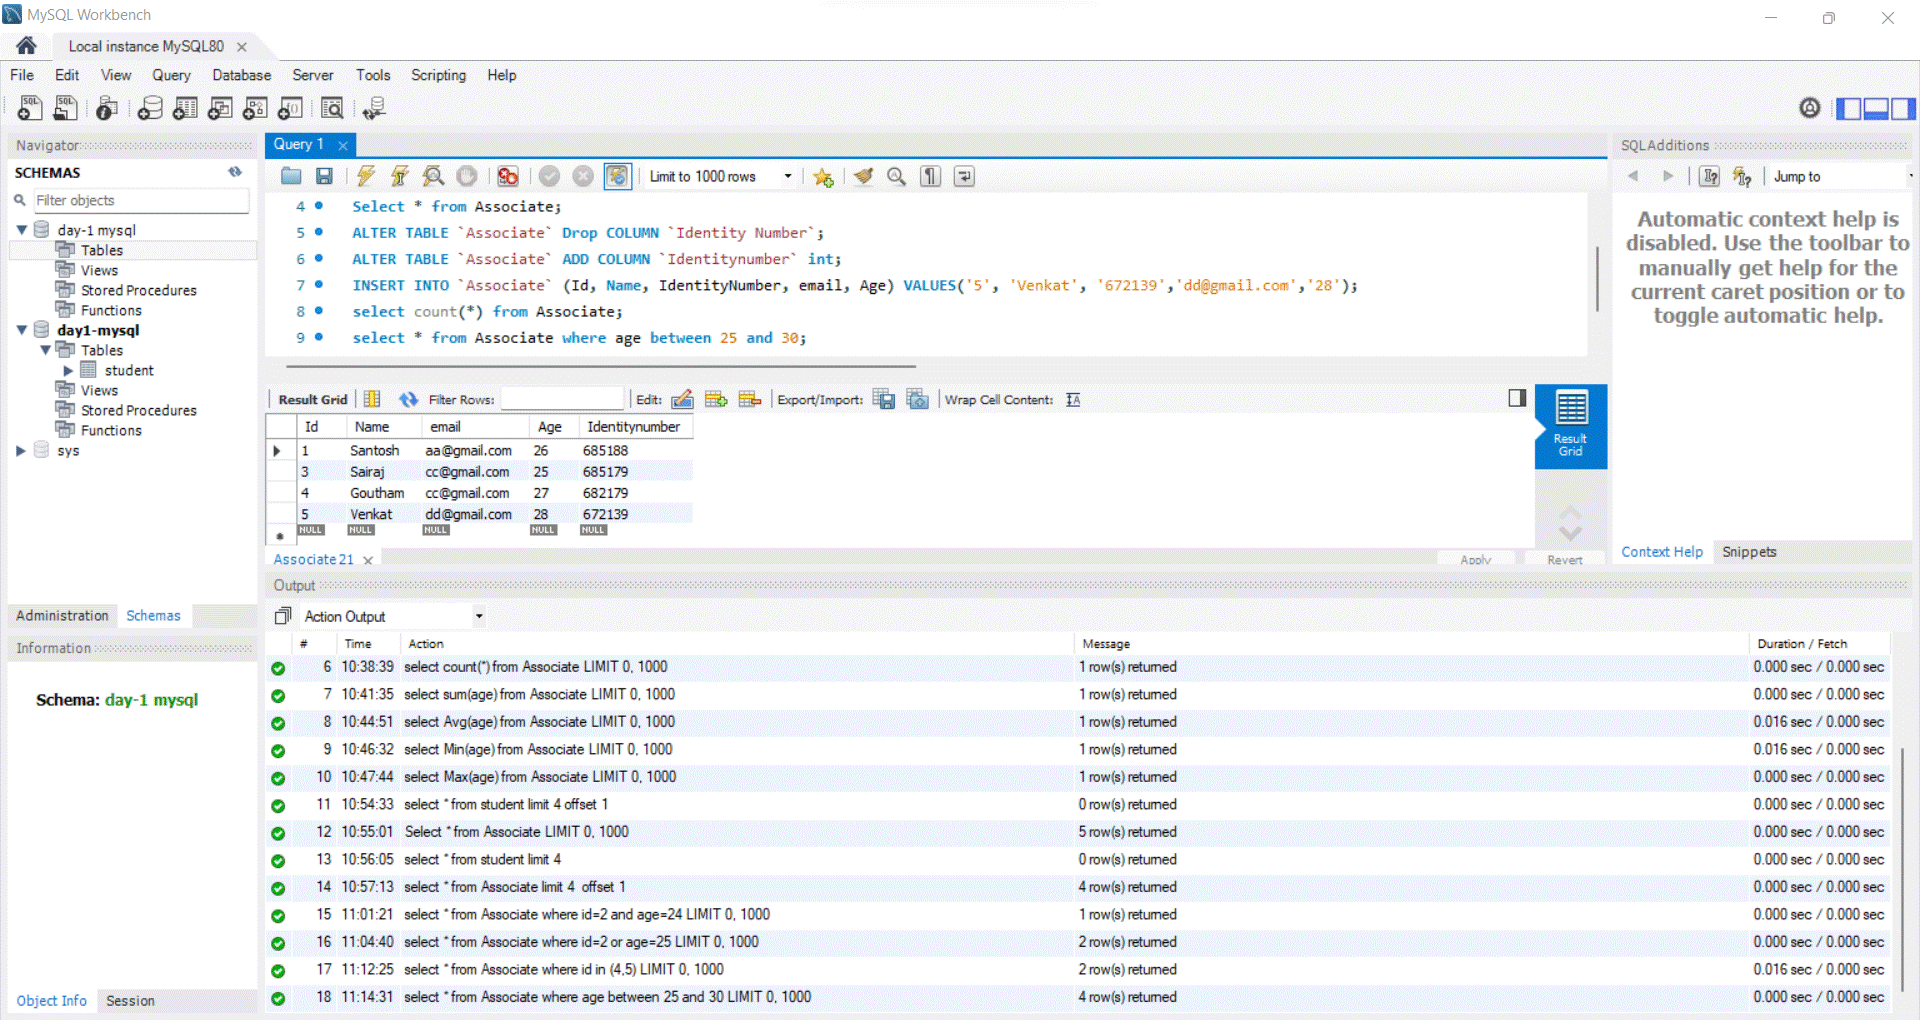 MySQL Workbench
Local instance MySQL80
File Edit View Query Database Server Tools Scripting Help
Navigator
SCHEMAS
Filter objects
day-1 mysql
Tables
Views
Stored Procedures
Functions
day1-mysql
Tables
student
Views
Stored Procedures
Functions
sys
Administration Schemas
Information
Schema: day-1 mysql
Object Info Session
Query 1
Limit to 1000 rows
4 Select * from Associate;
5 ALTER TABLE `Associate` Drop COLUMN `Identity Number`;
6 ALTER TABLE `Associate` ADD COLUMN `Identitynumber` int;
7 INSERT INTO `Associate` (Id, Name, IdentityNumber, email, Age) VALUES('5', 'Venkat', '672139','dd@gmail.com','28');
8 select count(*) from Associate;
9 select * from Associate where age between 25 and 30;
Result Grid Filter Rows: Edit: Export/Import: Wrap Cell Content:
Id Name email Age Identitynumber
1 Santosh aa@gmail.com 26 685188
3 Sairaj cc@gmail.com 25 685179
4 Goutham cc@gmail.com 27 682179
5 Venkat dd@gmail.com 28 672139
NULL NULL NULL NULL NULL
Result
Grid
Associate 21
Apply Revert
SQLAdditions
Jump to
Automatic context help is
disabled. Use the toolbar to
manually get help for the
current caret position or to
toggle automatic help.
Context Help Snippets
Output
Action Output
# Time Action Message Duration / Fetch
6 10:38:39 select count(*) from Associate LIMIT 0, 1000 1 row(s) returned 0.000 sec / 0.000 sec
7 10:41:35 select sum(age) from Associate LIMIT 0, 1000 1 row(s) returned 0.000 sec / 0.000 sec
8 10:44:51 select Avg(age) from Associate LIMIT 0, 1000 1 row(s) returned 0.016 sec / 0.000 sec
9 10:46:32 select Min(age) from Associate LIMIT 0, 1000 1 row(s) returned 0.016 sec / 0.000 sec
10 10:47:44 select Max(age) from Associate LIMIT 0, 1000 1 row(s) returned 0.000 sec / 0.000 sec
11 10:54:33 select * from student limit 4 offset 1 0 row(s) returned 0.000 sec / 0.000 sec
12 10:55:01 Select * from Associate LIMIT 0, 1000 5 row(s) returned 0.000 sec / 0.000 sec
13 10:56:05 select * from student limit 4 0 row(s) returned 0.000 sec / 0.000 sec
14 10:57:13 select * from Associate limit 4 offset 1 4 row(s) returned 0.000 sec / 0.000 sec
15 11:01:21 select * from Associate where id=2 and age=24 LIMIT 0, 1000 1 row(s) returned 0.000 sec / 0.000 sec
16 11:04:40 select * from Associate where id=2 or age=25 LIMIT 0, 1000 2 row(s) returned 0.000 sec / 0.000 sec
17 11:12:25 select * from Associate where id in (4,5) LIMIT 0, 1000 2 row(s) returned 0.016 sec / 0.000 sec
18 11:14:31 select * from Associate where age between 25 and 30 LIMIT 0, 1000 4 row(s) returned 0.000 sec / 0.000 sec